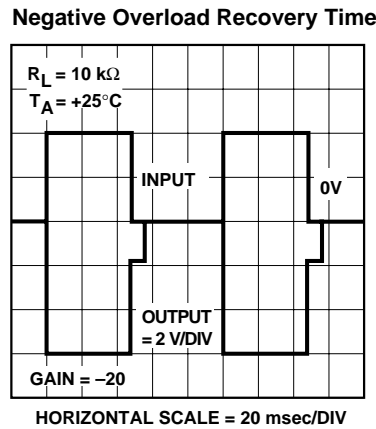 Negative Overload Recovery Time
RL = 10 kΩ
TA = +25°C
INPUT
0V
OUTPUT
= 2 V/DIV
GAIN = –20
HORIZONTAL SCALE = 20 msec/DIV